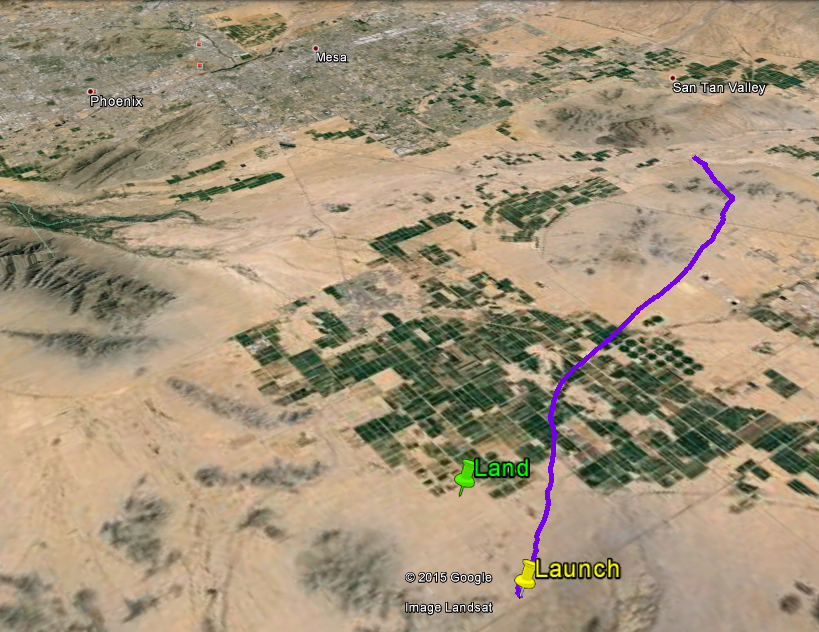 Mesa
San Tan Valley
Phoenix
Land
Launch
© 2015 Google
Image Landsat